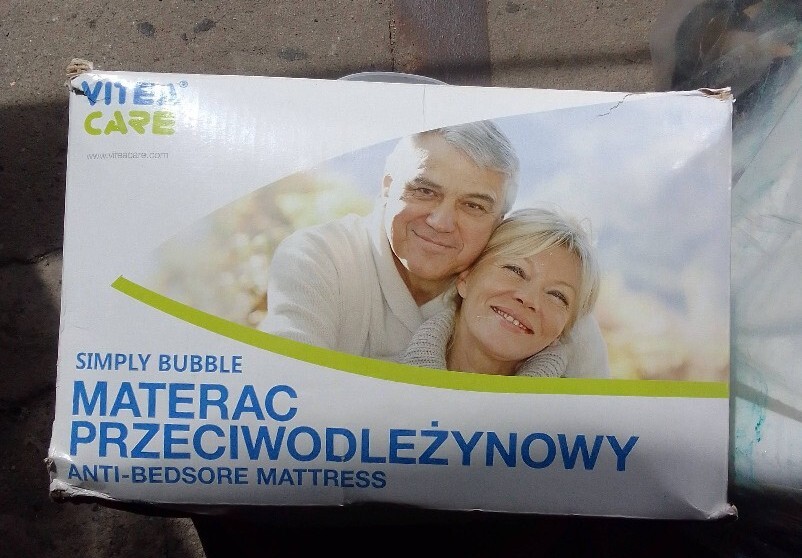 VITEA® CARE
www.viteacare.com
SIMPLY BUBBLE
MATERAC
PRZECIWODLEŻYNOWY
ANTI-BEDSORE MATTRESS